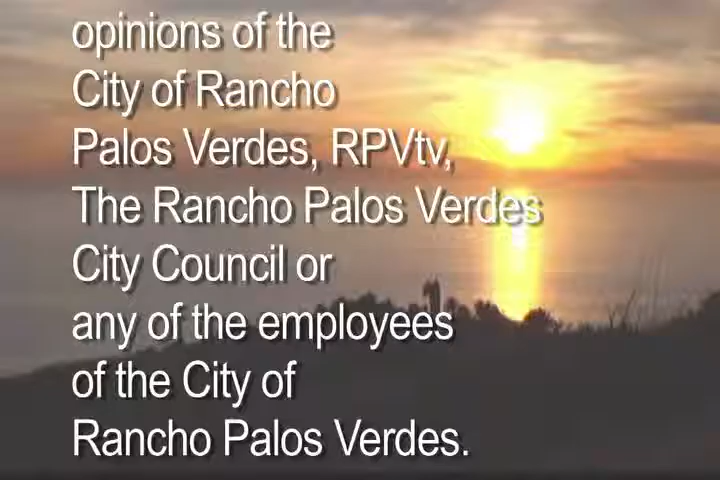 opinions of the
City of Rancho
Palos Verdes, RPVtv,
The Rancho Palos Verdes
City Council or
any of the employees
of the City of
Rancho Palos Verdes.